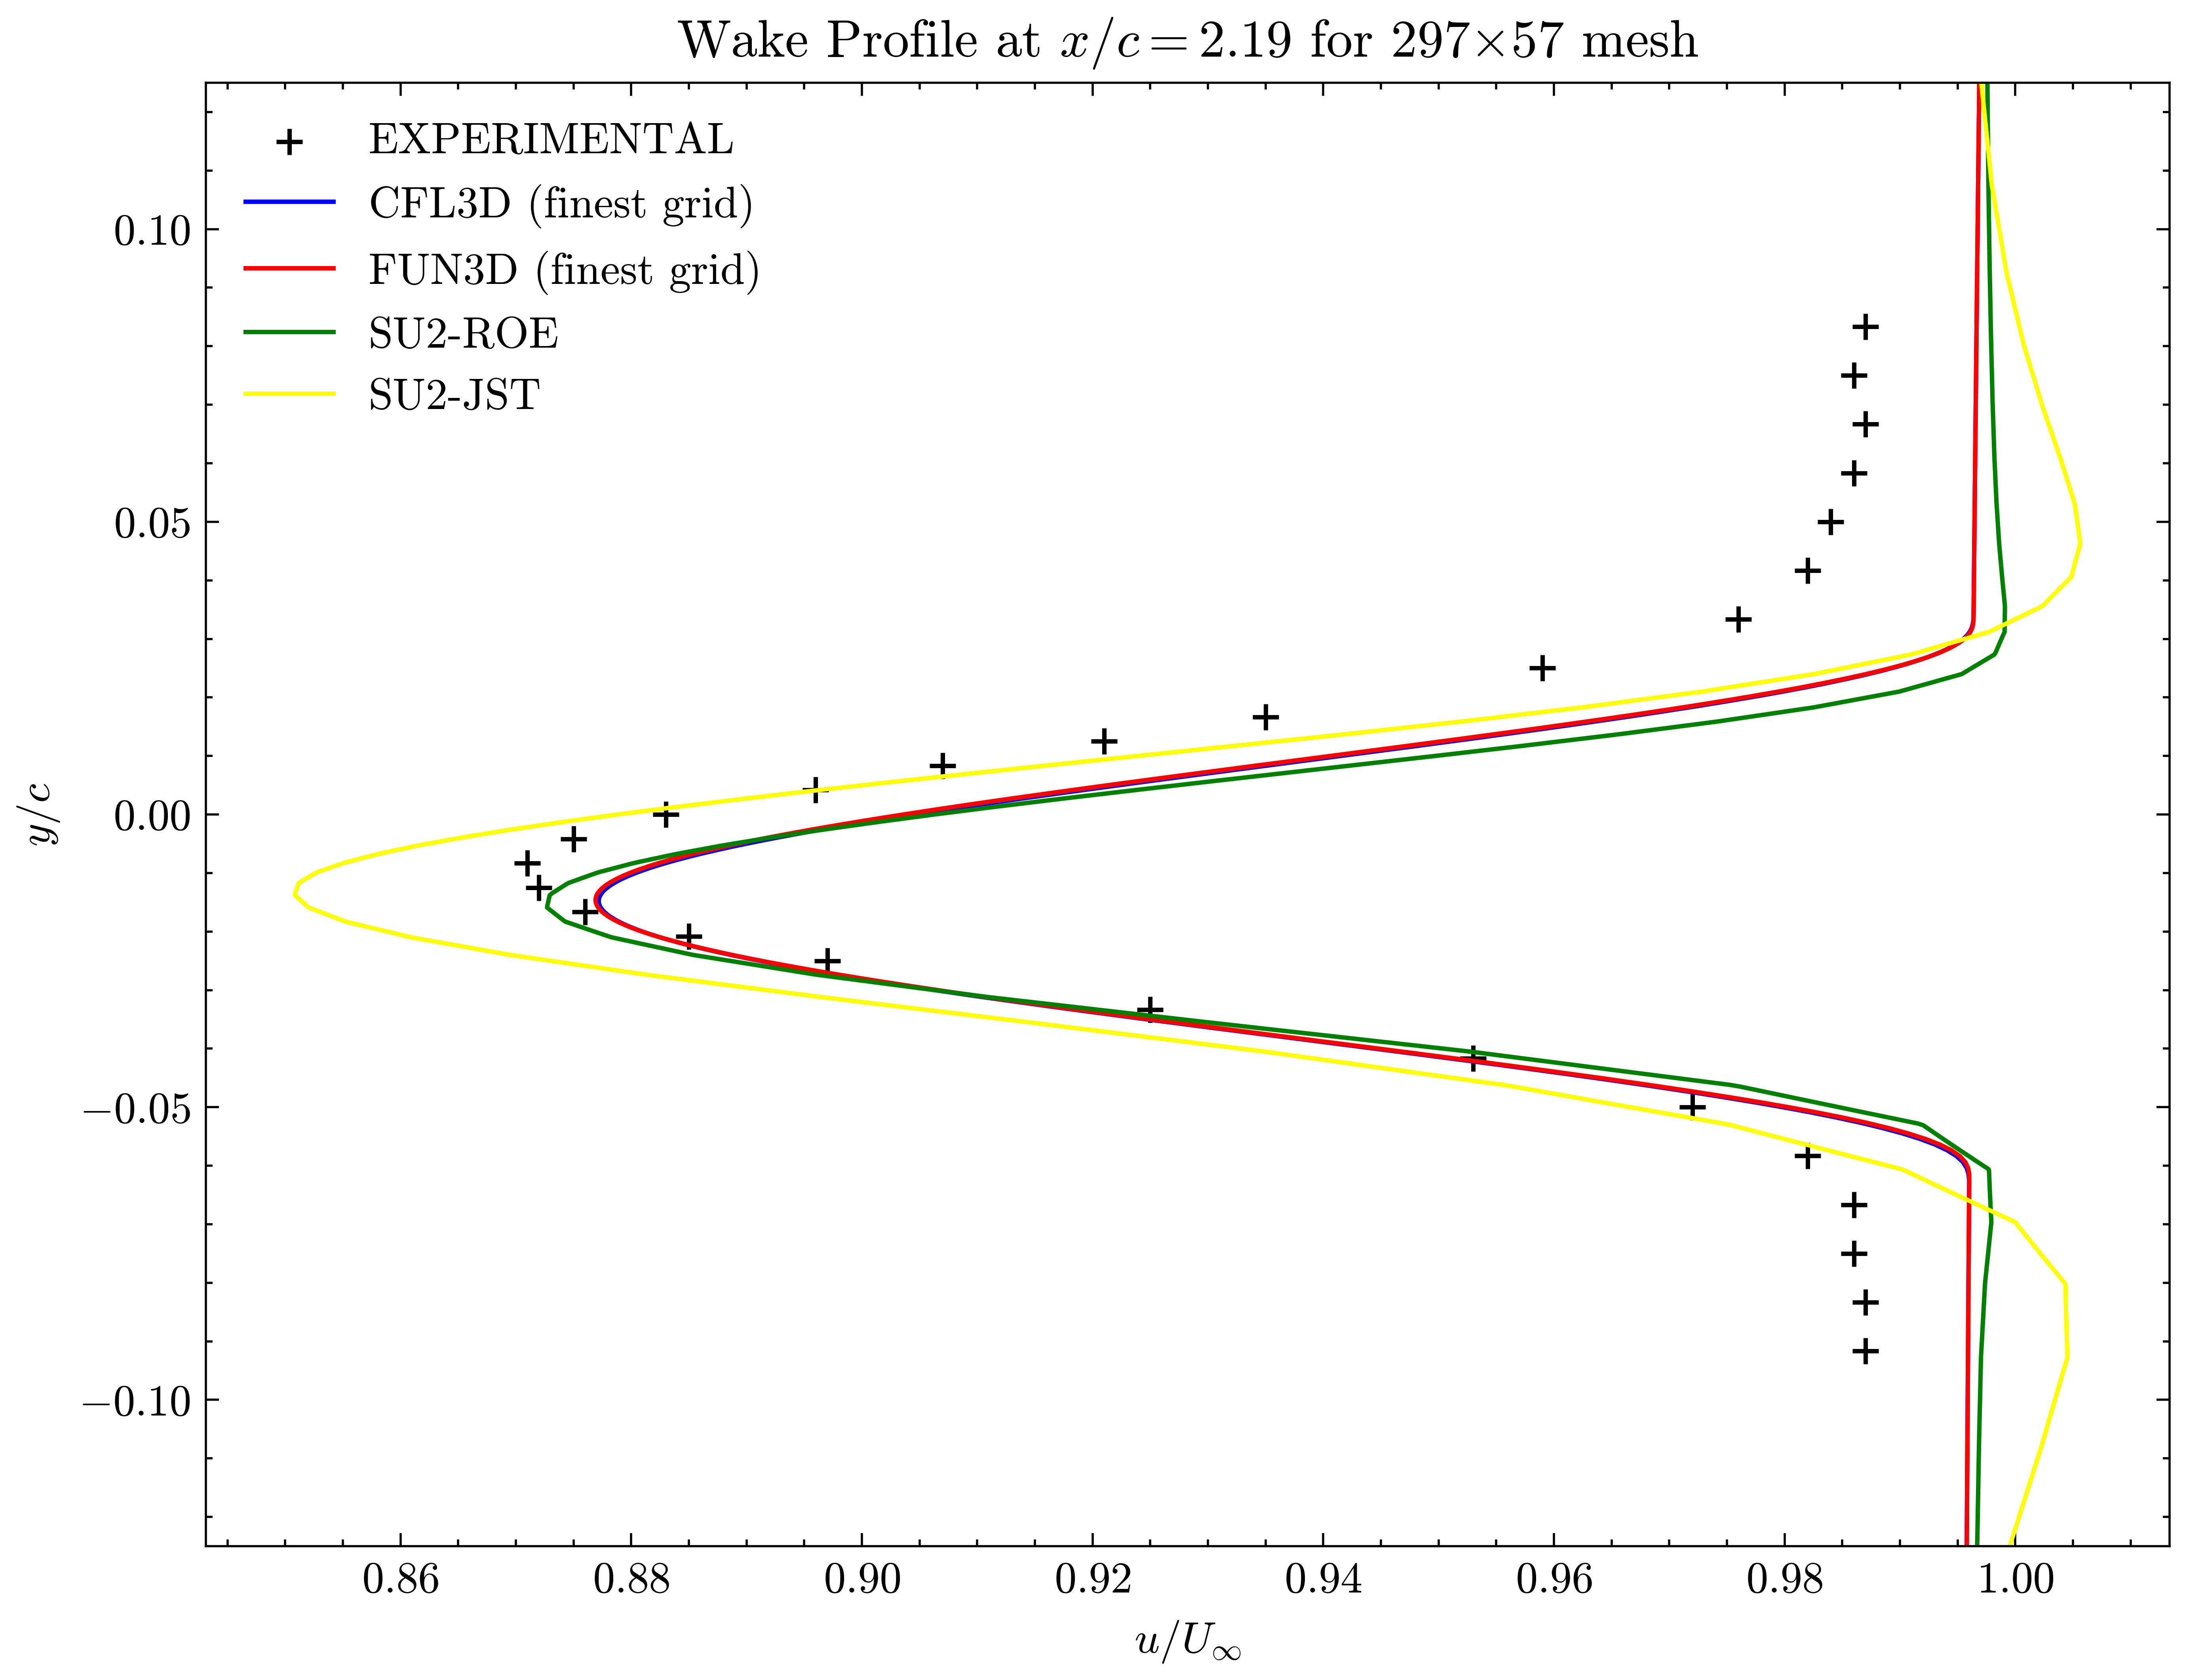 Wake Profile at x/c = 2.19 for 297×57 mesh
EXPERIMENTAL
CFL3D (finest grid)
FUN3D (finest grid)
SU2-ROE
SU2-JST
0.10
0.05
0.00
−0.05
−0.10
y/c
0.86 0.88 0.90 0.92 0.94 0.96 0.98 1.00
u/U∞